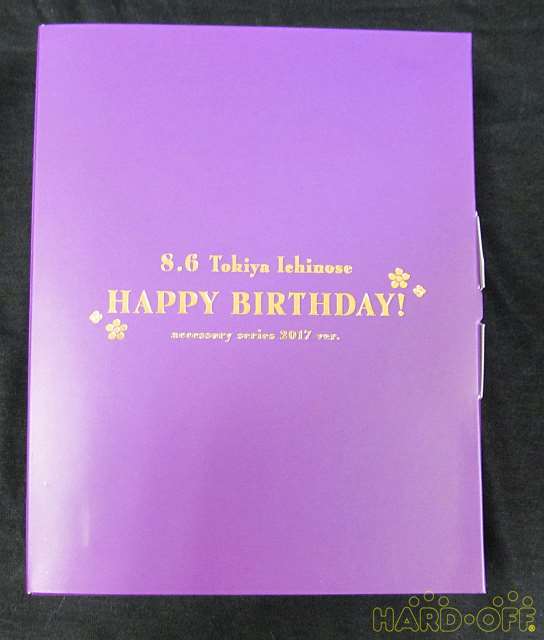 8.6 Tokiya Ichinose
HAPPY BIRTHDAY!
accessory series 2017 ver.
HARD-OFF®